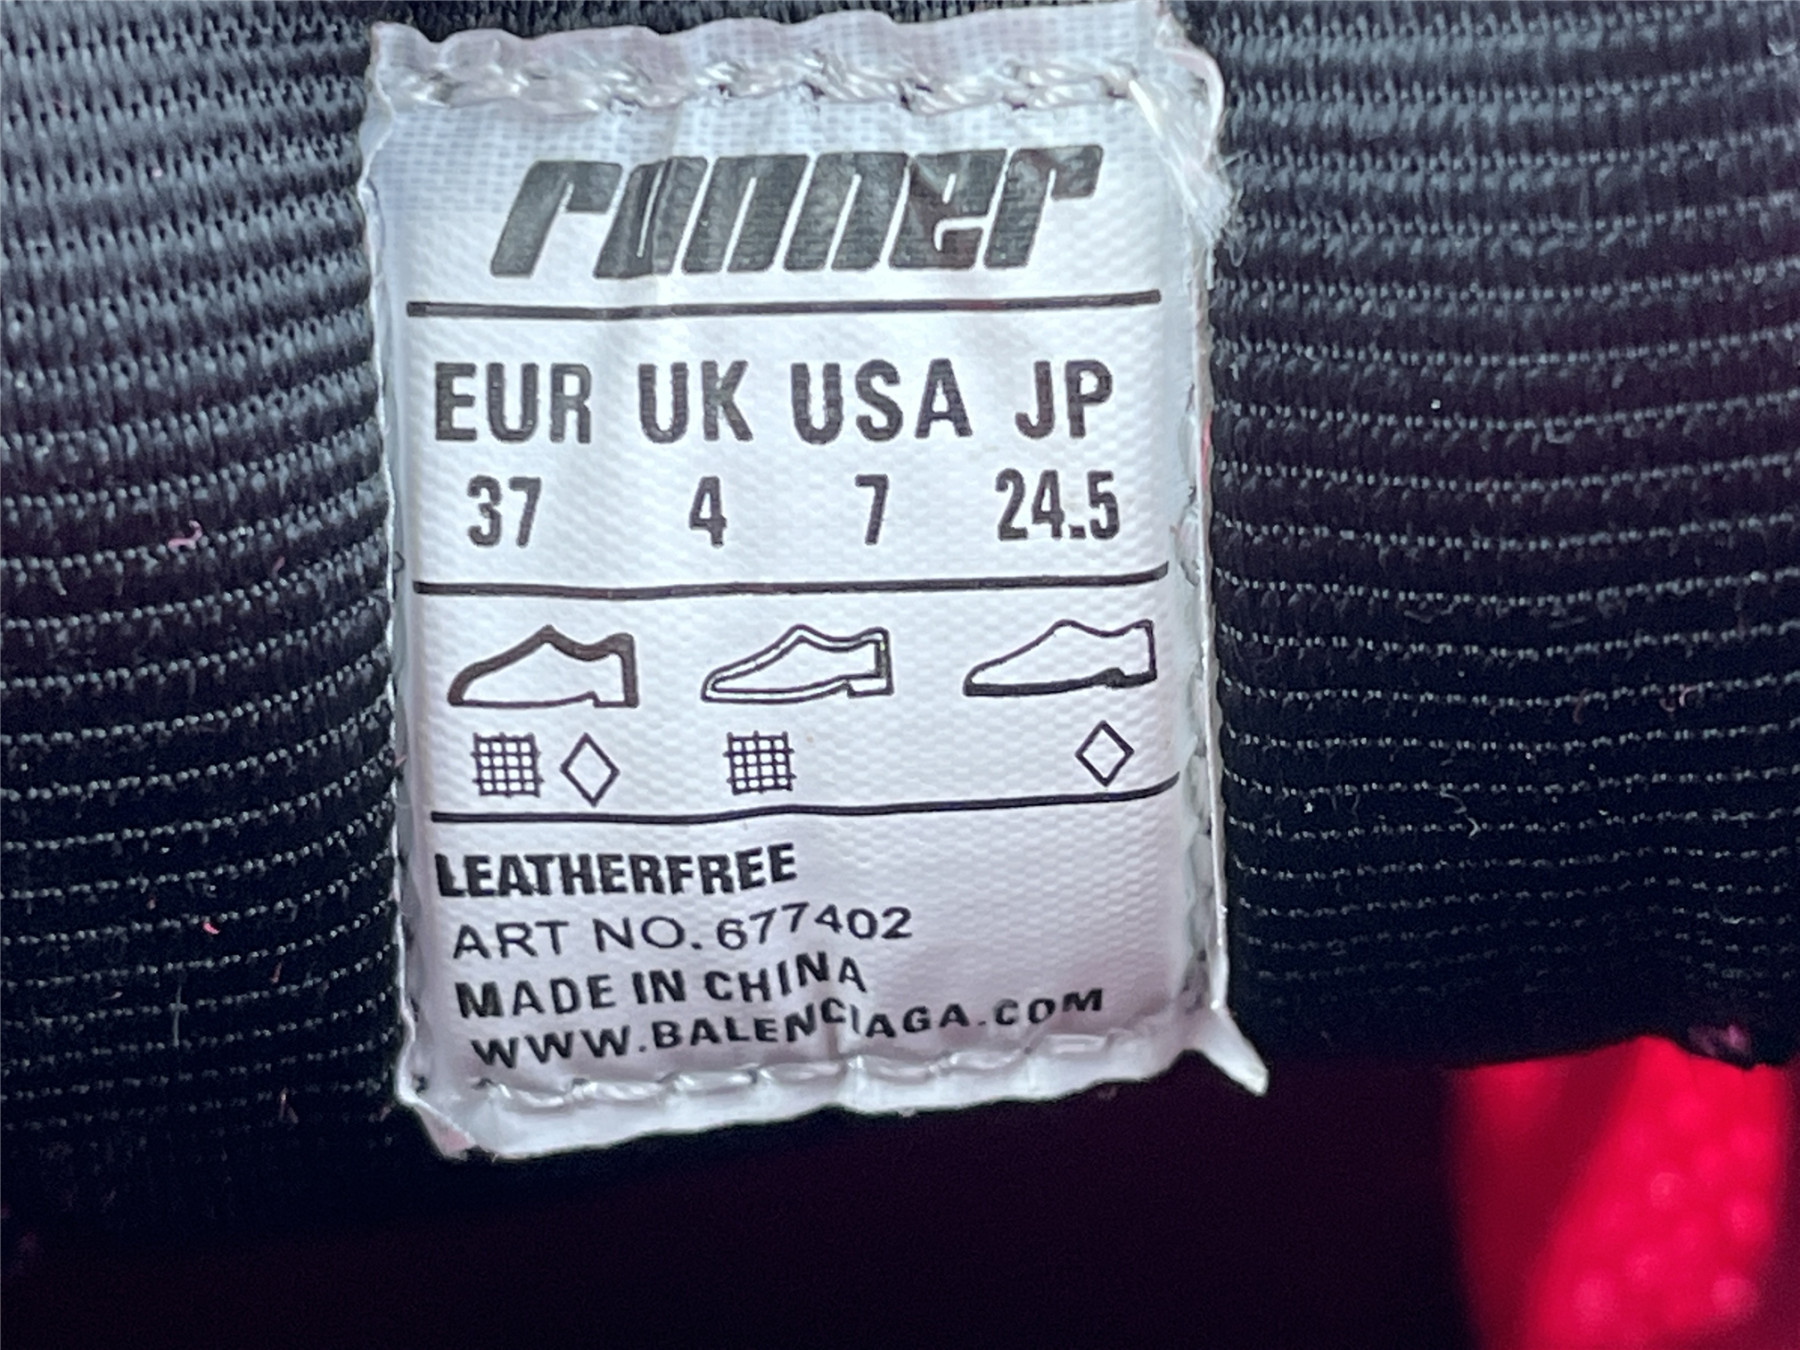 runner
EUR UK USA JP
37 4 7 24.5
LEATHERFREE
ART NO. 677402
MADE IN CHINA
WWW.BALENCIAGA.COM